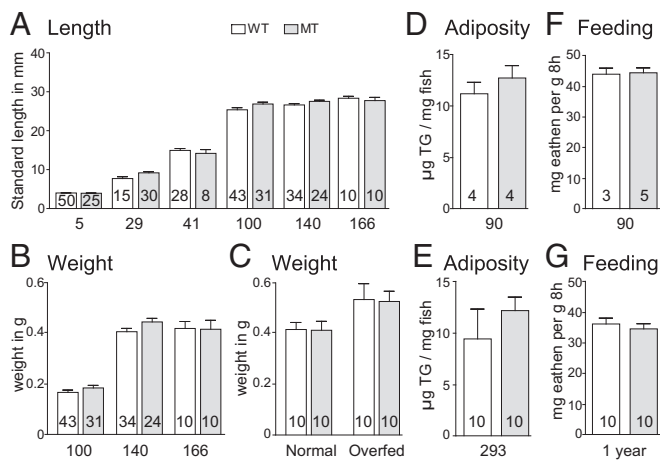 A Length
WT MT
Standard length in mm
40
30
20
10
0
50 25 15 30 28 8 43 31 34 24 10 10
5 29 41 100 140 166
D Adiposity
µg TG / mg fish
15
10
5
0
4 4
90
F Feeding
mg eathen per g 8h
50
40
30
20
10
0
3 5
90
B Weight
weight in g
0.6
0.4
0.2
0
43 31 34 24 10 10
100 140 166
C Weight
weight in g
0.6
0.4
0.2
0
10 10 10 10
Normal Overfed
E Adiposity
µg TG / mg fish
15
10
5
0
10 10
293
G Feeding
mg eathen per g 8h
50
40
30
20
10
0
10 10
1 year